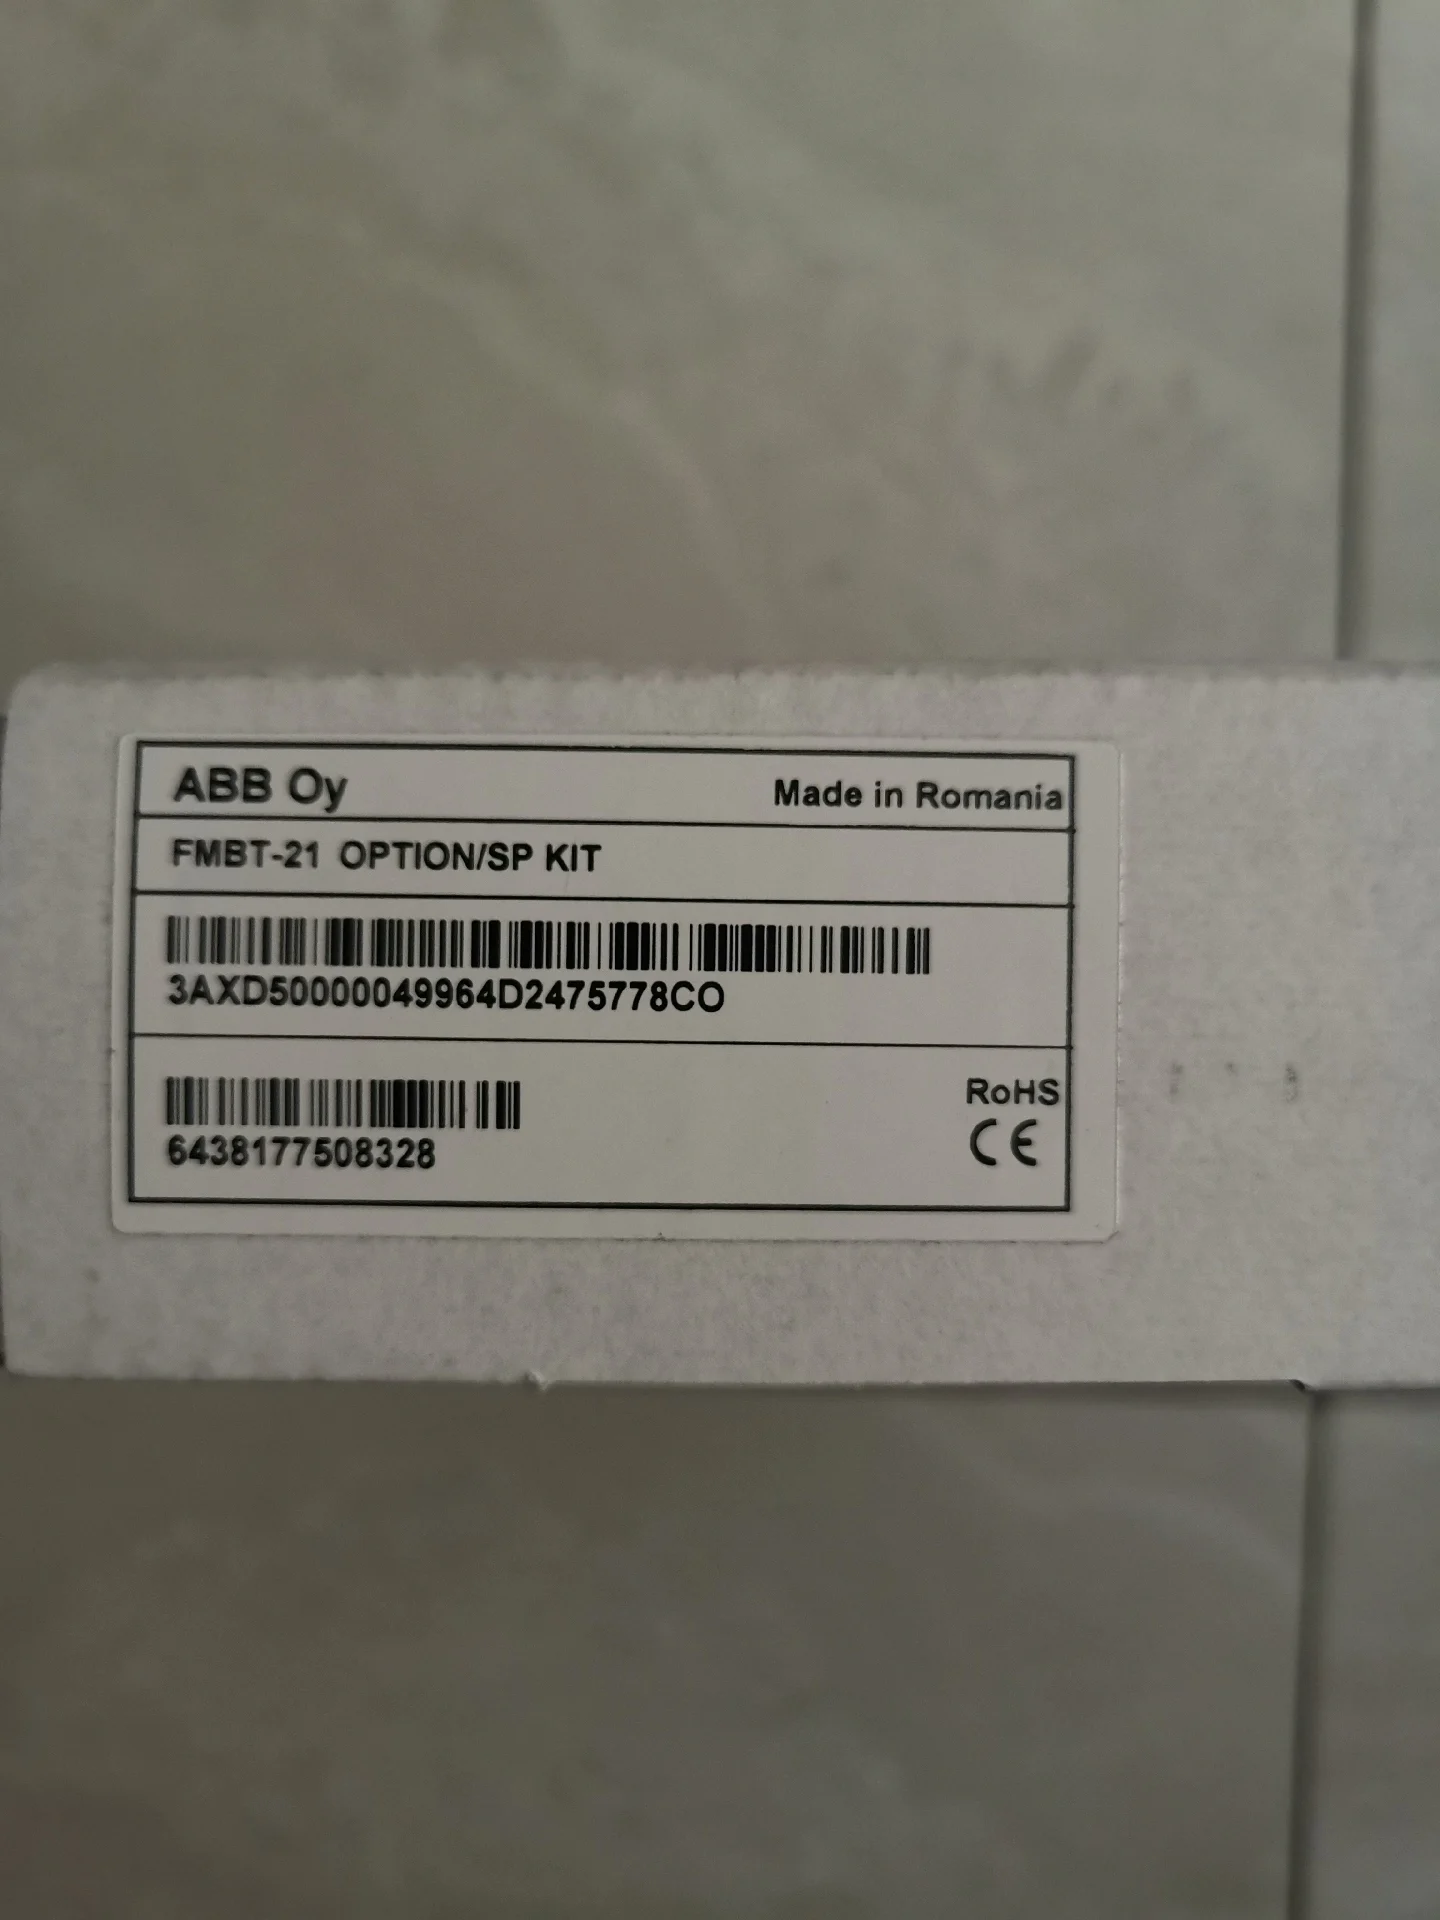 ABB Oy
Made in Romania
FMBT-21 OPTION/SP KIT
3AXD50000049964D2475778CO
6438177508328
RoHS
CE